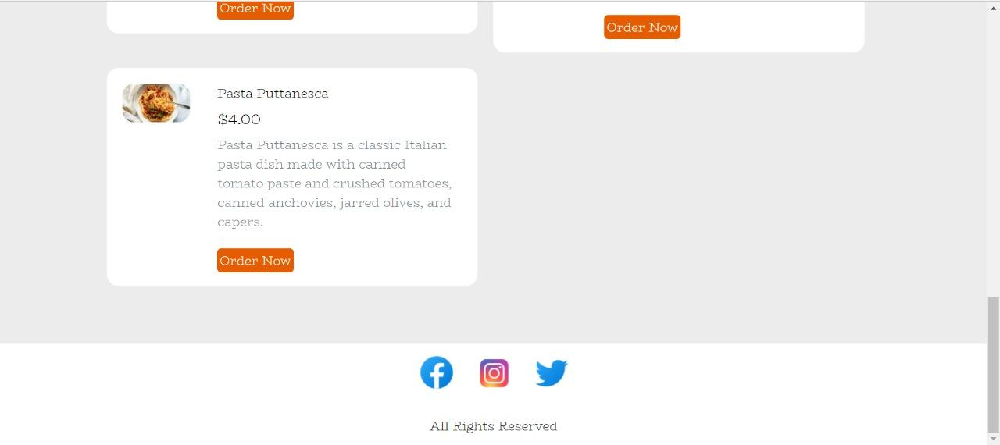 Order Now
Order Now
Pasta Puttanesca
$4.00
Pasta Puttanesca is a classic Italian
pasta dish made with canned
tomato paste and crushed tomatoes,
canned anchovies, jarred olives, and
capers.
Order Now
All Rights Reserved